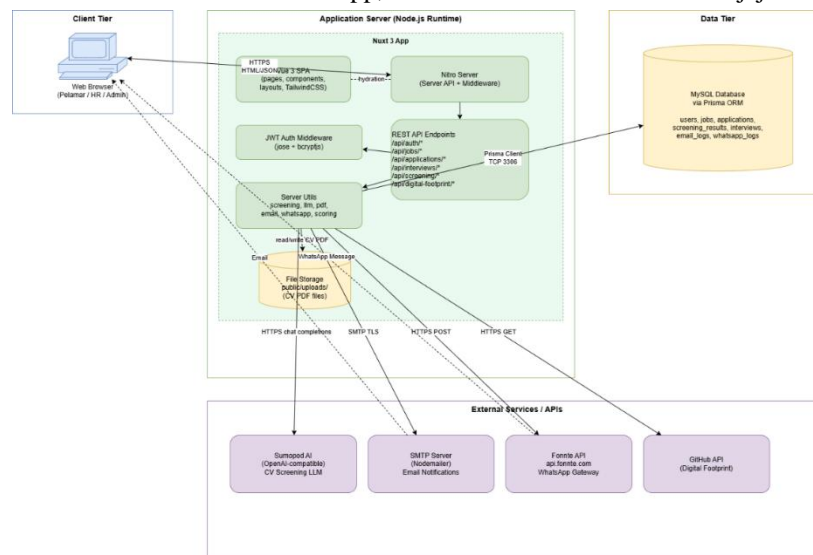 Client Tier
Web Browser
(Pelamar / HR / Admin)
Application Server (Node.js Runtime)
Nuxt 3 App
HTTPS
HTML/JSON
Vue 3 SPA
(pages, components,
layouts, TailwindCSS)
hydration
Nitro Server
(Server API + Middleware)
JWT Auth Middleware
(jose + bcryptjs)
REST API Endpoints
/api/auth/*
/api/jobs/*
/api/applications/*
/api/interviews/*
/api/screening/*
/api/digital-footprint/*
Prisma Client
TCP 3306
Server Utils
screening, llm, pdf,
email, whatsapp, scoring
read/write CV PDF
Email
WhatsApp Message
File Storage
public/uploads/
(CV PDF files)
HTTPS chat completions
SMTP TLS
HTTPS POST
HTTPS GET
Data Tier
MySQL Database
via Prisma ORM
users, jobs, applications,
screening_results, interviews,
email_logs, whatsapp_logs
External Services / APIs
Sumopod AI
(OpenAI-compatible)
CV Screening LLM
SMTP Server
(Nodemailer)
Email Notifications
Fonnte API
api.fonnte.com
WhatsApp Gateway
GitHub API
(Digital Footprint)